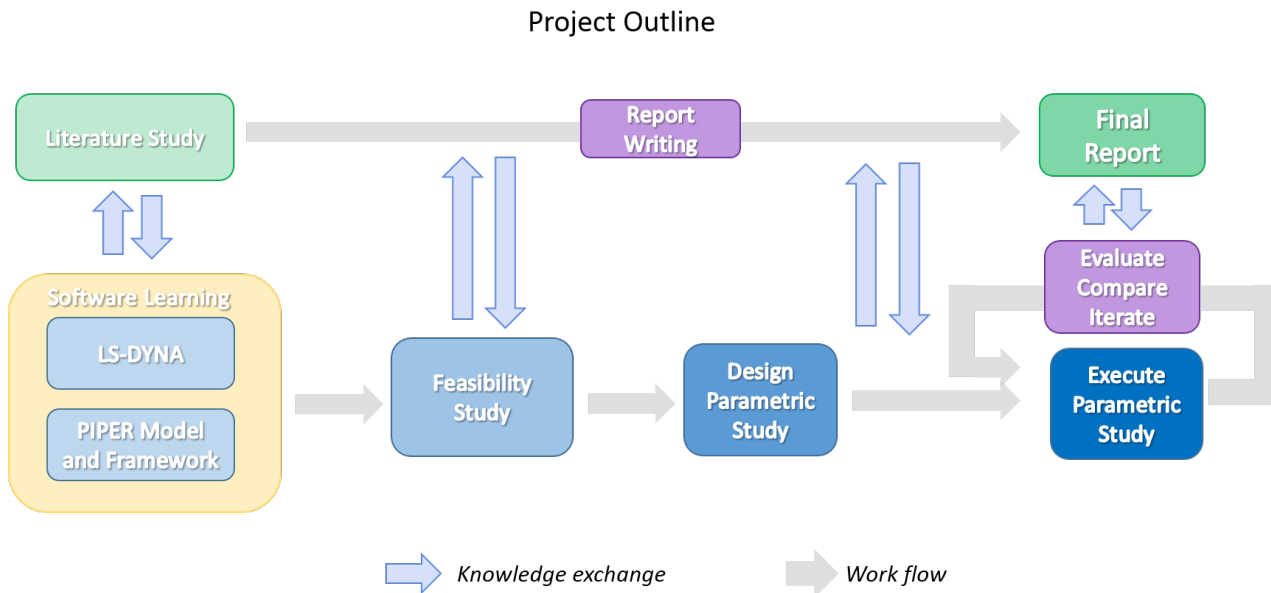 Project Outline
Literature Study
Report
Writing
Final
Report
Software Learning
LS-DYNA
PIPER Model
and Framework
Feasibility
Study
Design
Parametric
Study
Evaluate
Compare
Iterate
Execute
Parametric
Study
Knowledge exchange
Work flow